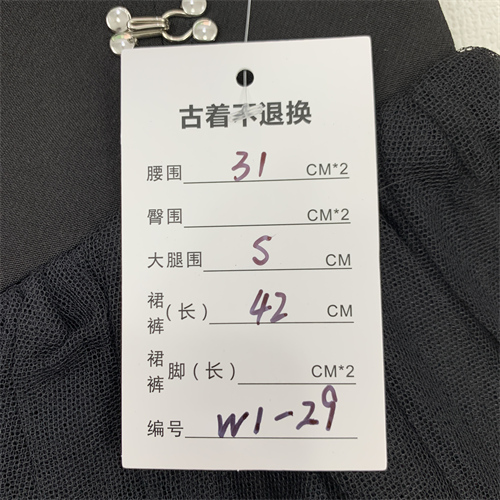 古着不退换
腰围 31 CM*2
臀围 CM*2
大腿围 S CM
裙裤(长) 42 CM
裙裤脚(长) CM*2
编号 W1-29